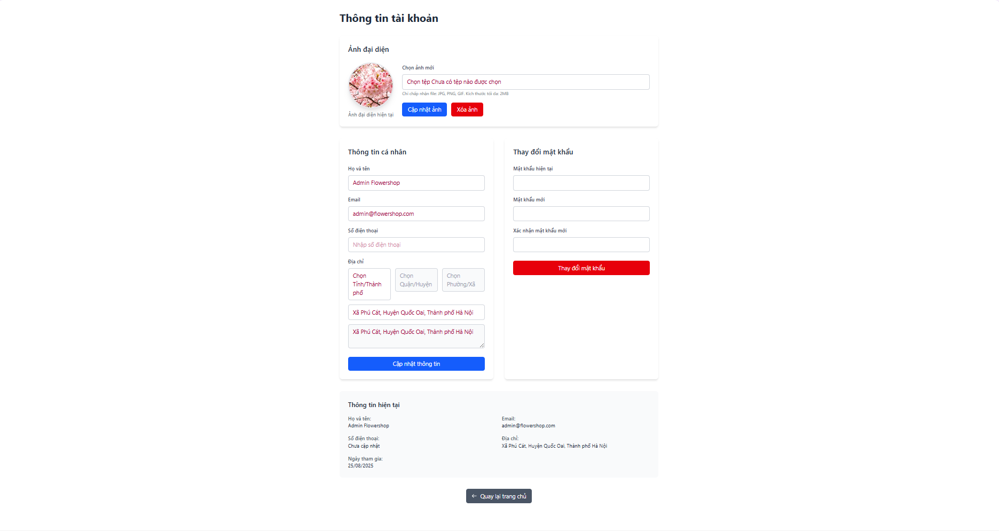 Thông tin tài khoản
Ảnh đại diện
Chọn ảnh mới
Chọn tệp Chưa có tệp nào được chọn
Chỉ chấp nhận file: JPG, PNG, GIF. Kích thước tối đa: 2MB
Cập nhật ảnh
Xóa ảnh
Ảnh đại diện hiện tại
Thông tin cá nhân
Họ và tên
Admin Flowershop
Email
admin@flowershop.com
Số điện thoại
Nhập số điện thoại
Địa chỉ
Chọn
Tỉnh/Thành
phố
Chọn
Quận/Huyện
Chọn
Phường/Xã
Xã Phú Cát, Huyện Quốc Oai, Thành phố Hà Nội
Xã Phú Cát, Huyện Quốc Oai, Thành phố Hà Nội
Cập nhật thông tin
Thay đổi mật khẩu
Mật khẩu hiện tại
Mật khẩu mới
Xác nhận mật khẩu mới
Thay đổi mật khẩu
Thông tin hiện tại
Họ và tên:
Admin Flowershop
Email:
admin@flowershop.com
Số điện thoại:
Chưa cập nhật
Địa chỉ:
Xã Phú Cát, Huyện Quốc Oai, Thành phố Hà Nội
Ngày tham gia:
25/08/2025
← Quay lại trang chủ